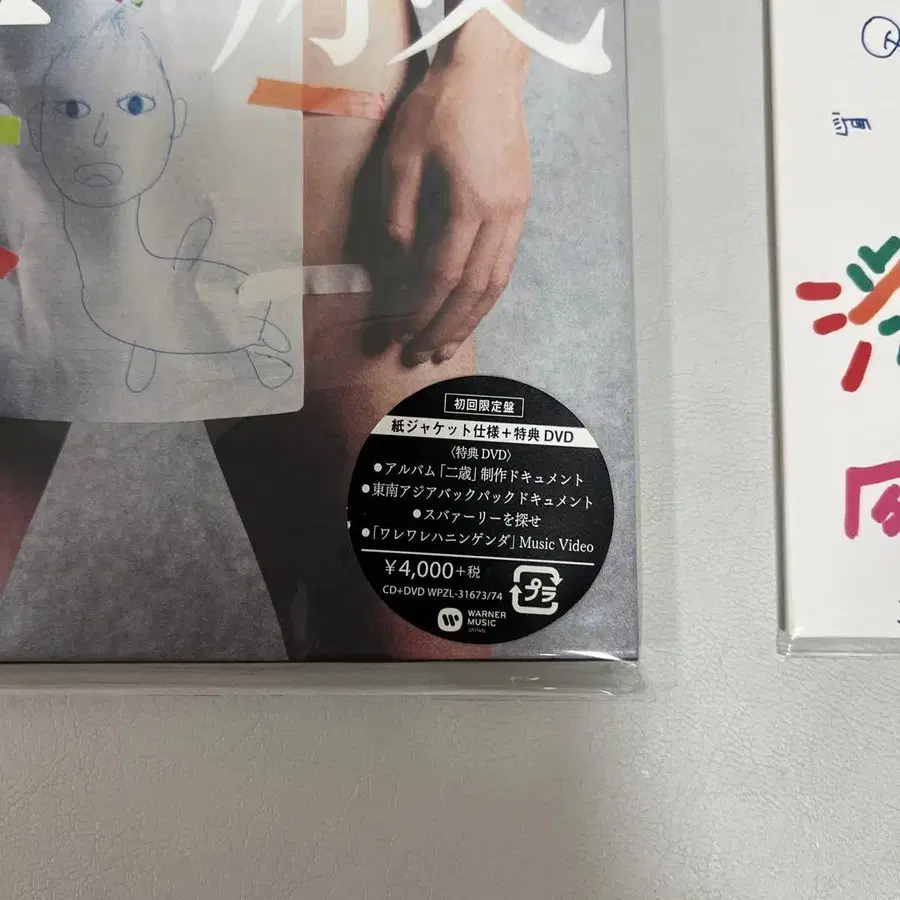 初回限定盤
紙ジャケット仕様+特典 DVD
〈特典 DVD〉
●アルバム「二歳」制作ドキュメント
●東南アジアバックパックドキュメント
●スバァーリーを探せ
●「ワレワレハニンゲンダ」Music Video
¥4,000+税
CD+DVD WPZL-31673/74
プラ
WARNER
MUSIC
JAPAN